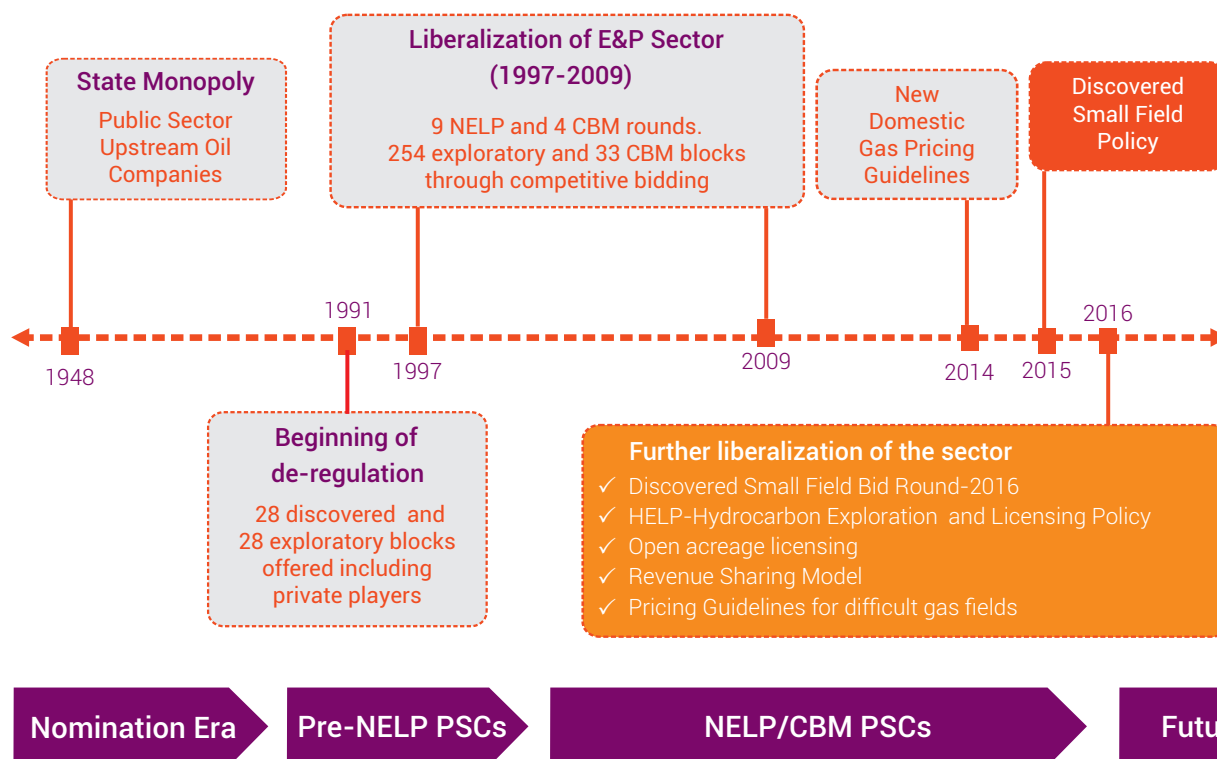 State Monopoly
Public Sector
Upstream Oil
Companies
Liberalization of E&P Sector
(1997-2009)
9 NELP and 4 CBM rounds.
254 exploratory and 33 CBM blocks
through competitive bidding
New
Domestic
Gas Pricing
Guidelines
Discovered
Small Field
Policy
1948
1991
1997
2009
2014
2015
2016
Beginning of
de-regulation
28 discovered and
28 exploratory blocks
offered including
private players
Further liberalization of the sector
✓ Discovered Small Field Bid Round-2016
✓ HELP-Hydrocarbon Exploration and Licensing Policy
✓ Open acreage licensing
✓ Revenue Sharing Model
✓ Pricing Guidelines for difficult gas fields
Nomination Era
Pre-NELP PSCs
NELP/CBM PSCs